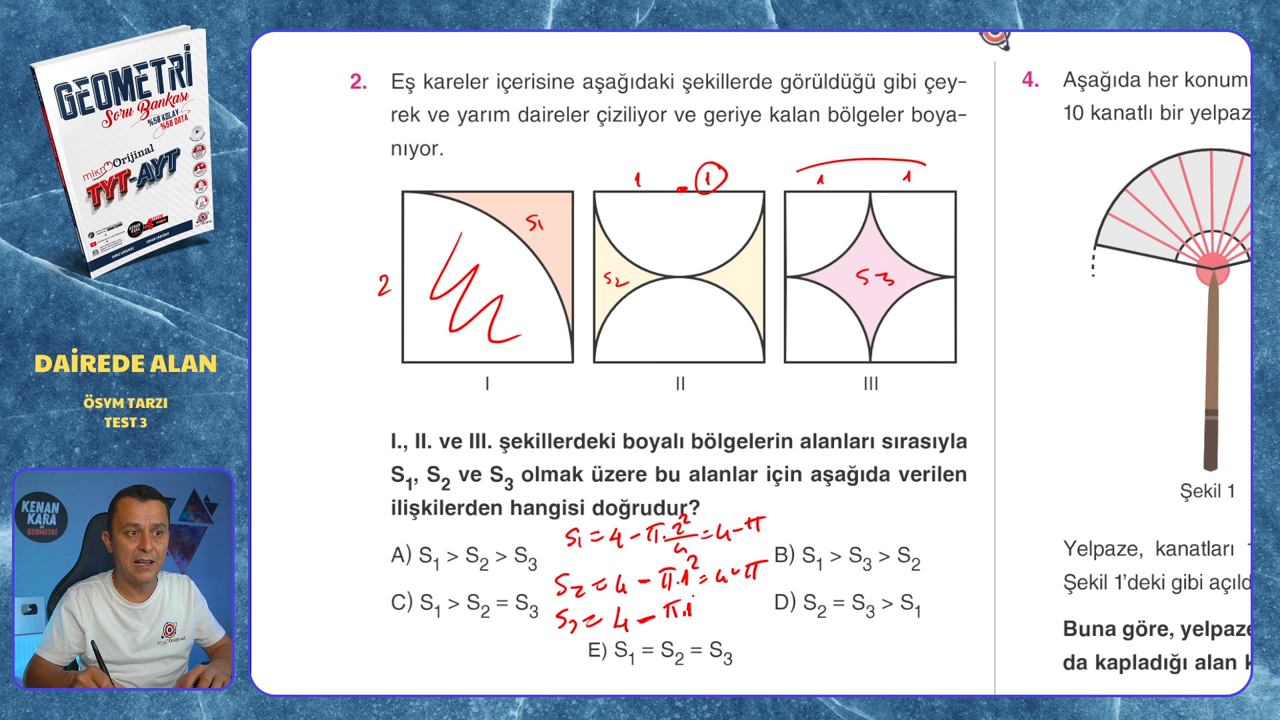 GEOMETRİ
Soru Bankası
%50 KOLAY
%50 ORTA
mikro Orijinal
TYT-AYT
DAİREDE ALAN
ÖSYM TARZI
TEST 3
KENAN
KARA
GEOMETRİ
2. Eş kareler içerisine aşağıdaki şekillerde görüldüğü gibi çey-
rek ve yarım daireler çiziliyor ve geriye kalan bölgeler boya-
nıyor.
1 1 1 1
2 S1 S2 S3
I II III
I., II. ve III. şekillerdeki boyalı bölgelerin alanları sırasıyla
S1, S2 ve S3 olmak üzere bu alanlar için aşağıda verilen
ilişkilerden hangisi doğrudur?
S1 = 4 - π.2²/4 = 4-π
A) S1 > S2 > S3 B) S1 > S3 > S2
S2 = 4 - π.1² = 4-π
C) S1 > S2 = S3 D) S2 = S3 > S1
S3 = 4 - π.1
E) S1 = S2 = S3
4. Aşağıda her konum
10 kanatlı bir yelpaz
Şekil 1
Yelpaze, kanatları
Şekil 1'deki gibi açıld
Buna göre, yelpaze
da kapladığı alan k